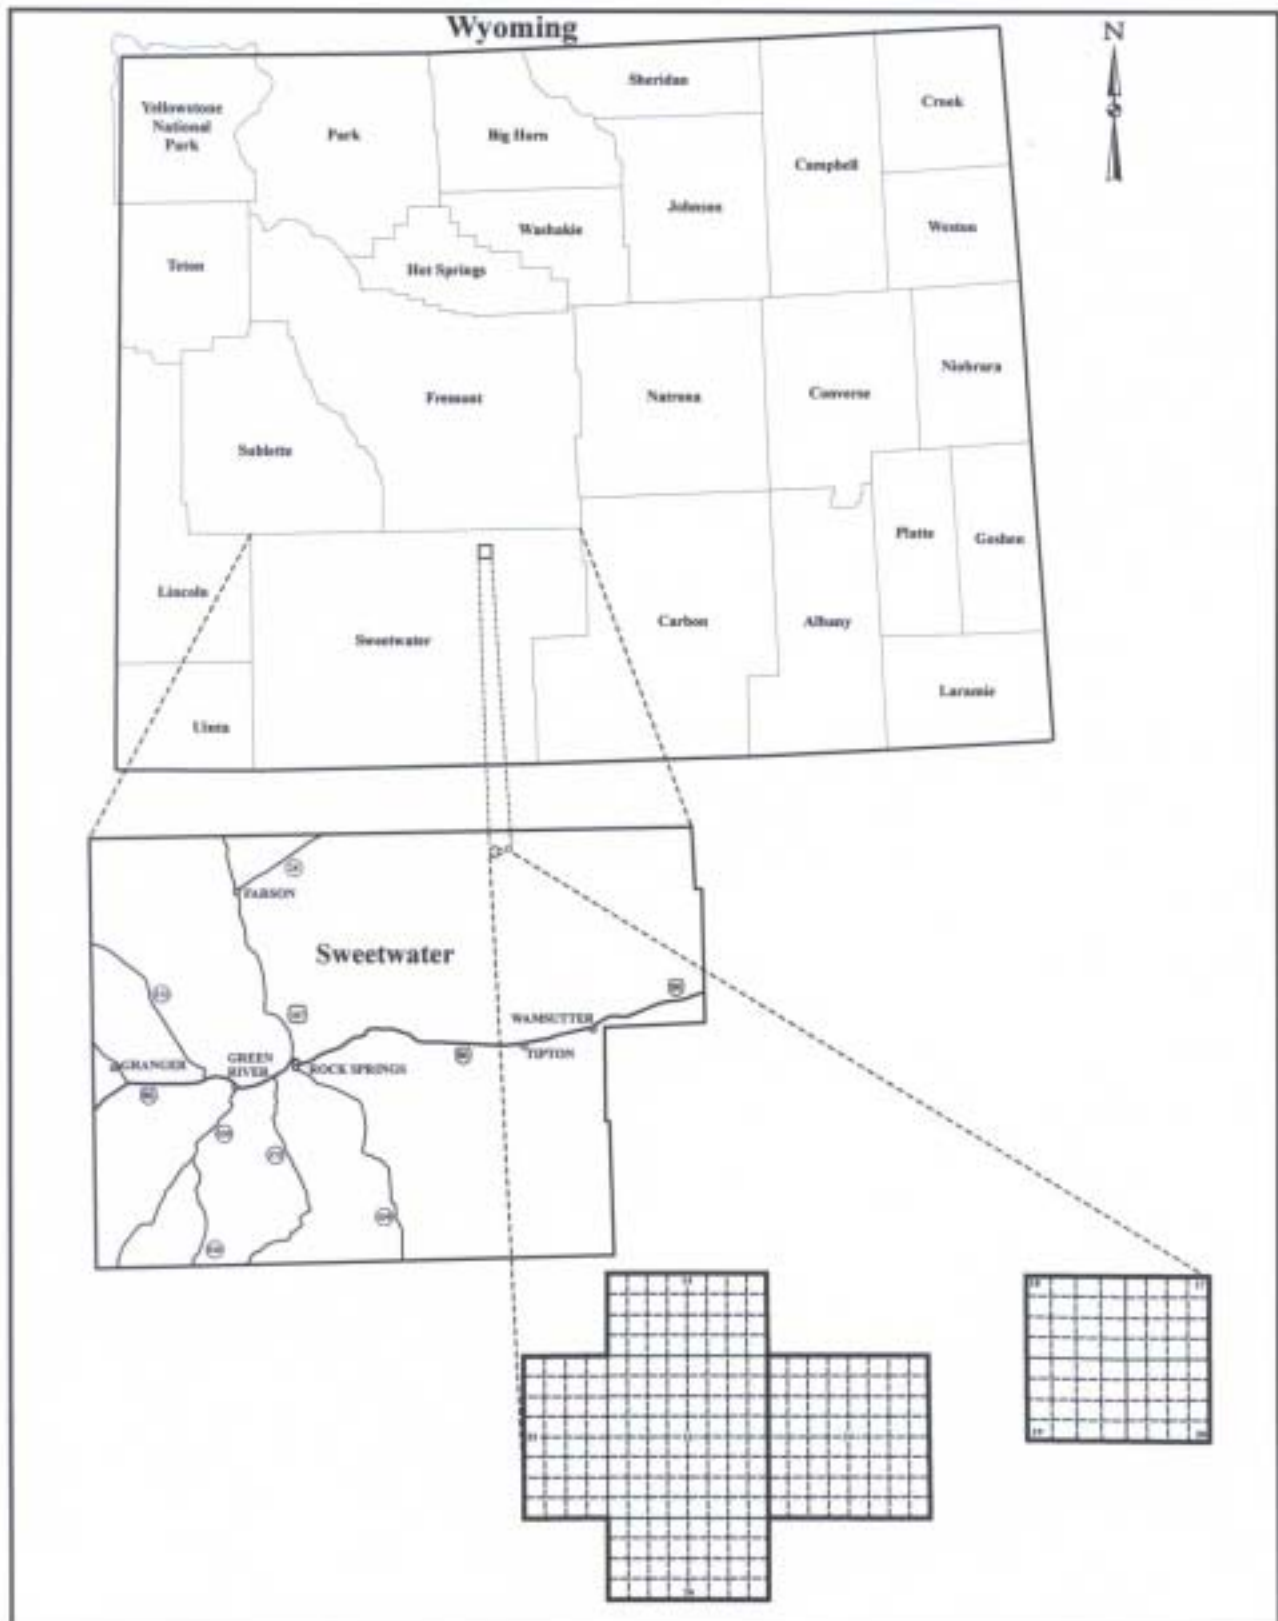 Wyoming
N
Sheridan
Crook
Yellowstone
National
Park
Park
Big Horn
Campbell
Johnson
Washakie
Weston
Teton
Hot Springs
Niobrara
Fremont
Natrona
Converse
Sublette
Platte
Goshen
Lincoln
Sweetwater
Carbon
Albany
Laramie
Uinta
FARSON
Sweetwater
WAMSUTTER
GREEN
RIVER
GRANGER
ROCK SPRINGS
TIPTON